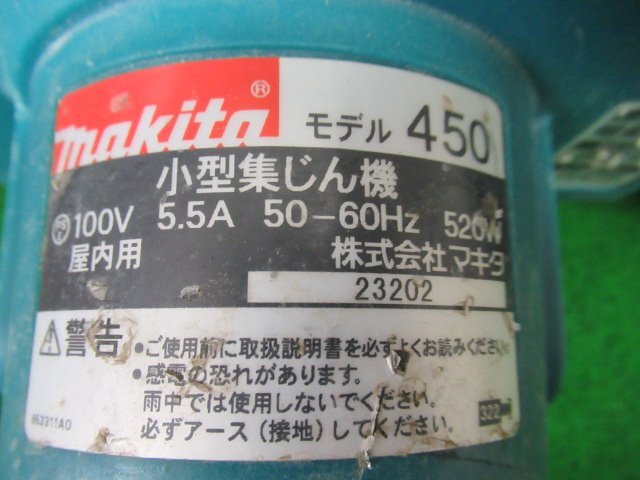 makita®
モデル 450
小型集じん機
100V 5.5A 50-60Hz 520W
屋内用 株式会社マキタ
23202
警告
・ご使用前に取扱説明書を必ずよくお読みください。
・感電の恐れがあります。
雨中では使用しないでください。
必ずアース(接地)してください。